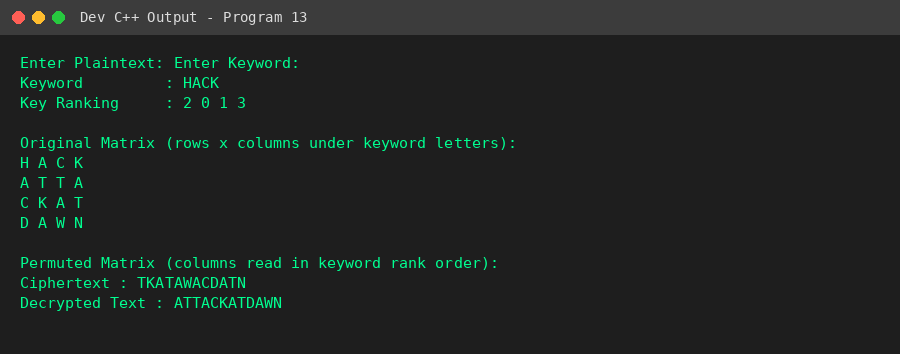 Dev C++ Output - Program 13
Enter Plaintext: Enter Keyword:
Keyword         : HACK
Key Ranking     : 2 0 1 3
Original Matrix (rows x columns under keyword letters):
H A C K
A T T A
C K A T
D A W N
Permuted Matrix (columns read in keyword rank order):
Ciphertext : TKATAWACDATN
Decrypted Text : ATTACKATDAWN